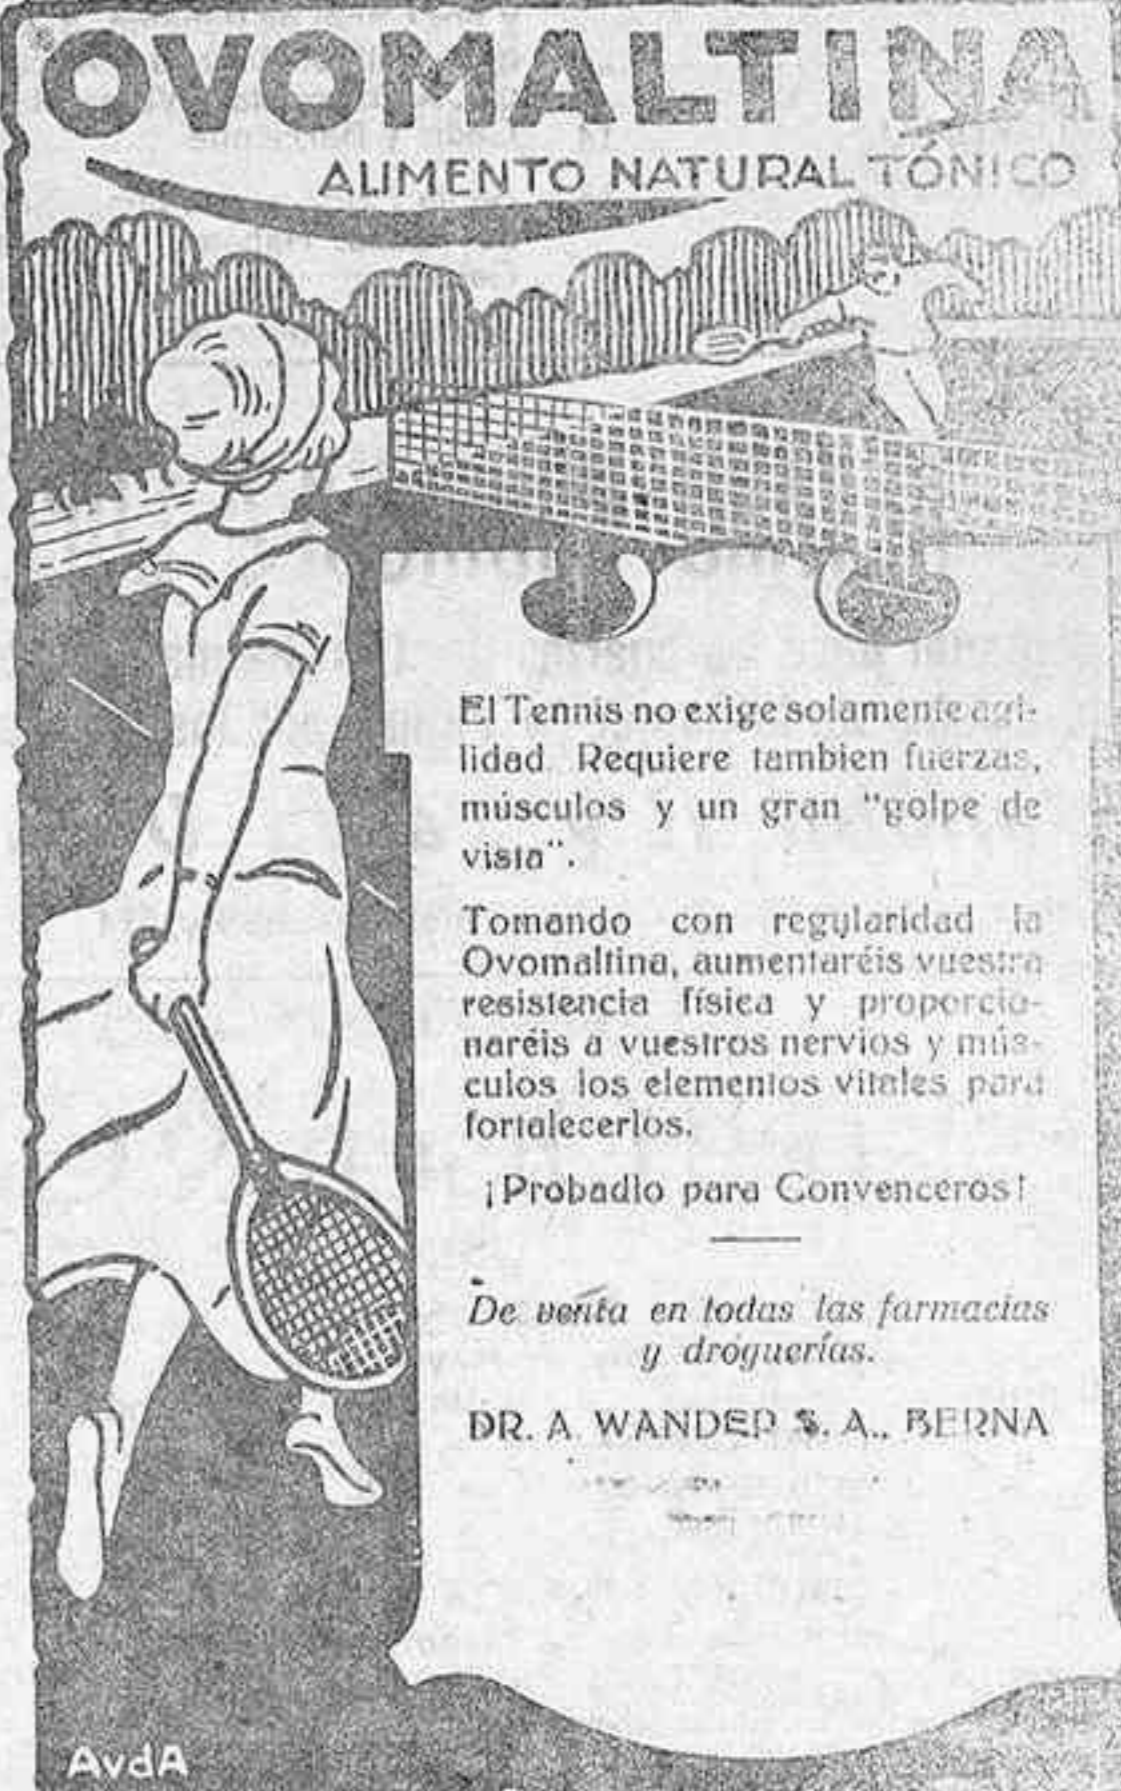 OVOMALTINA
ALIMENTO NATURAL TÓNICO
El Tennis no exige solamente agi-
lidad. Requiere tambien fuerzas,
músculos y un gran "golpe de
vista".
Tomando con regularidad la
Ovomaltina, aumentaréis vuestra
resistencia física y proporcio-
naréis a vuestros nervios y mús-
culos los elementos vitales para
fortalecerlos.
¡Probadlo para Convenceros!
De venta en todas las farmacias
y droguerías.
DR. A. WANDER S. A., BERNA
AvdA